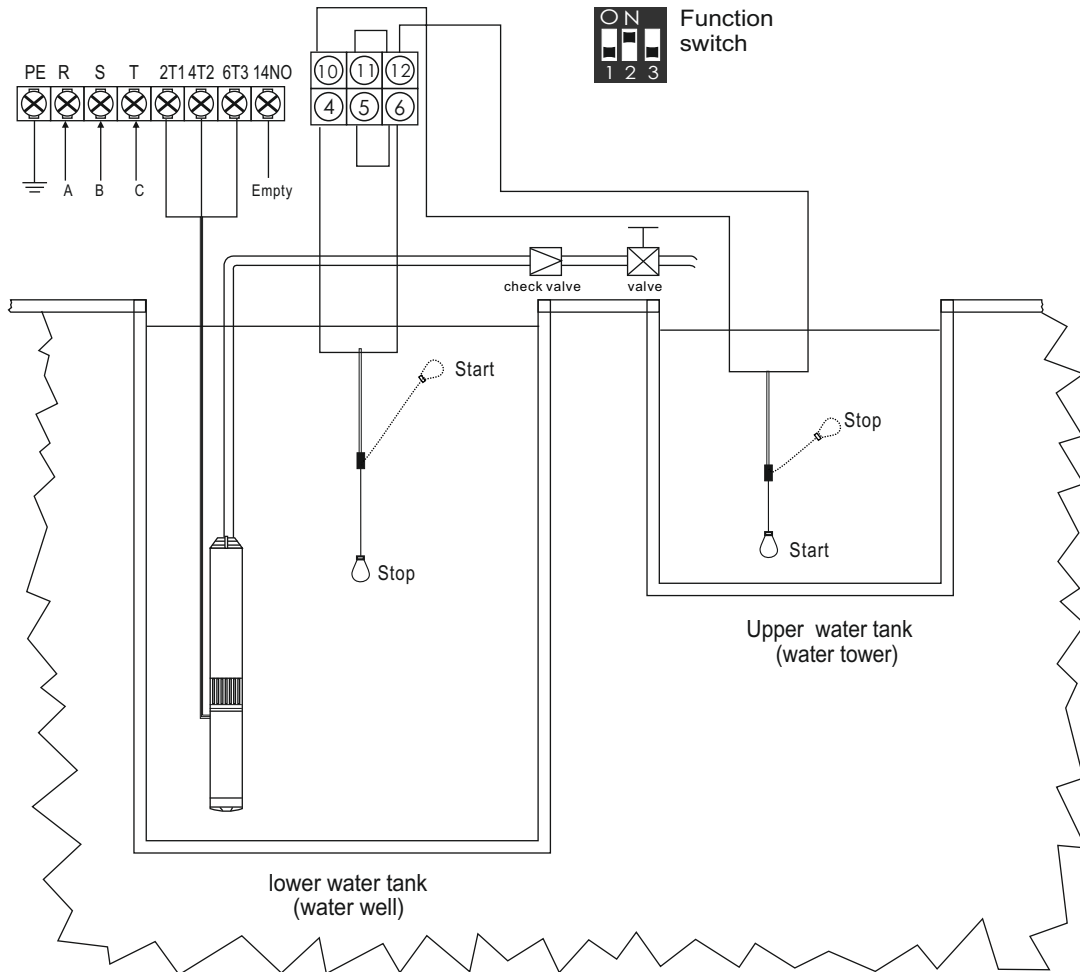 ON
1 2 3
Function
switch
PE R S T 2T1 4T2 6T3 14NO
10 11 12
4 5 6
A B C Empty
check valve valve
Start
Stop
Stop
Start
Upper water tank
(water tower)
lower water tank
(water well)